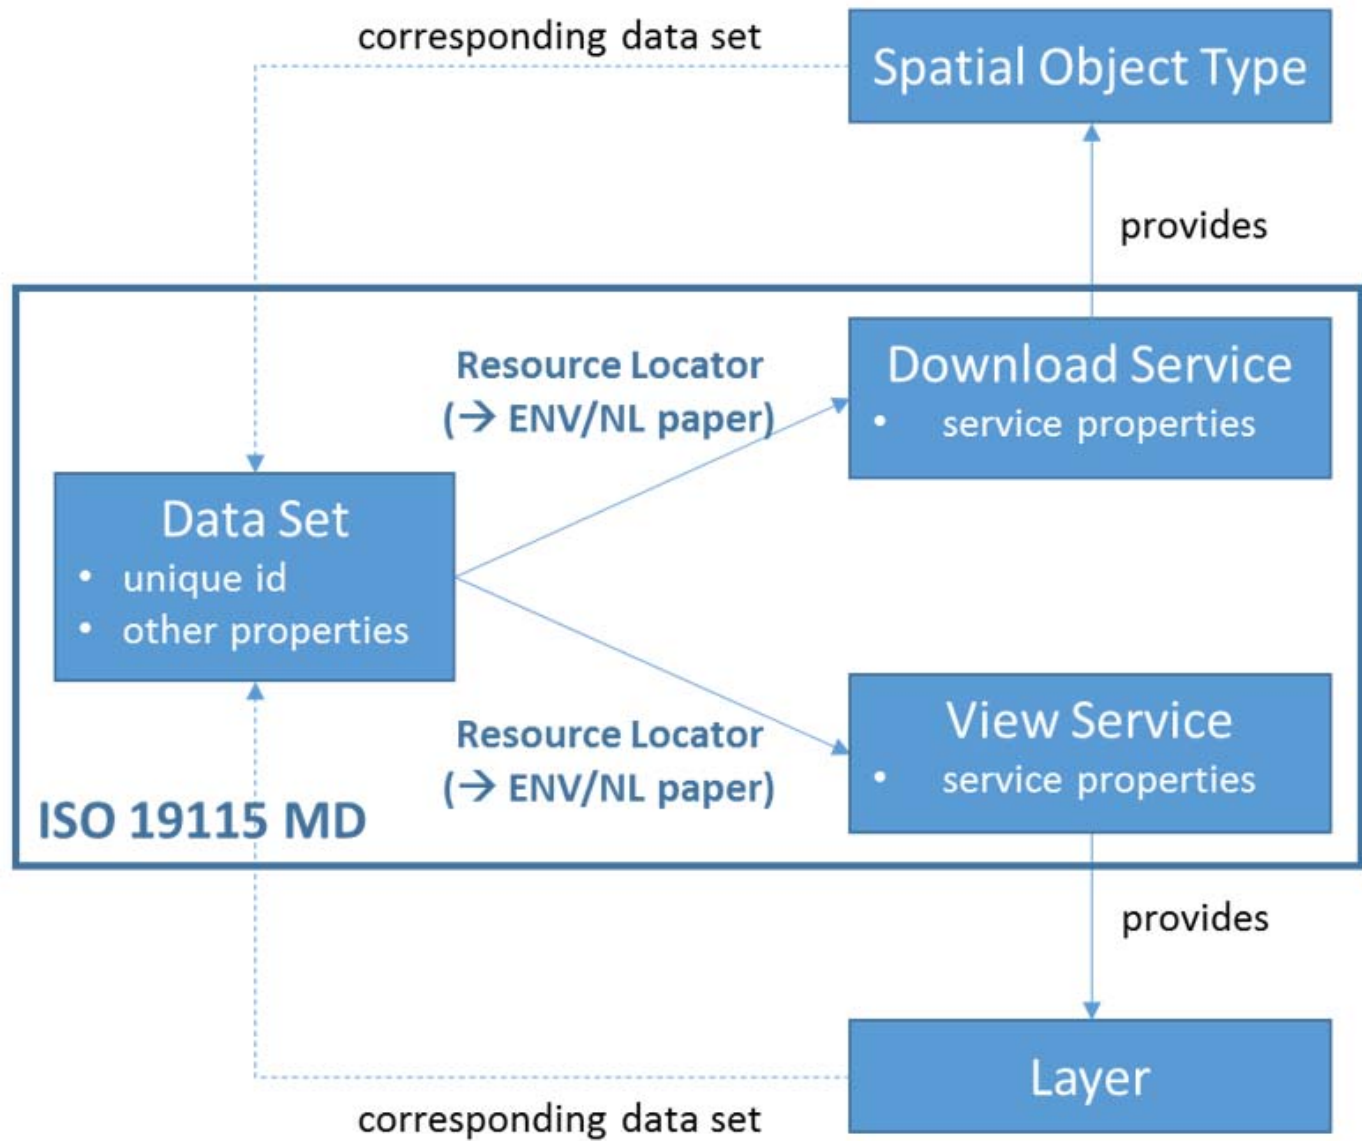 corresponding data set
Spatial Object Type
provides
Resource Locator
(→ ENV/NL paper)
Download Service
• service properties
Data Set
• unique id
• other properties
Resource Locator
(→ ENV/NL paper)
View Service
• service properties
ISO 19115 MD
provides
Layer
corresponding data set